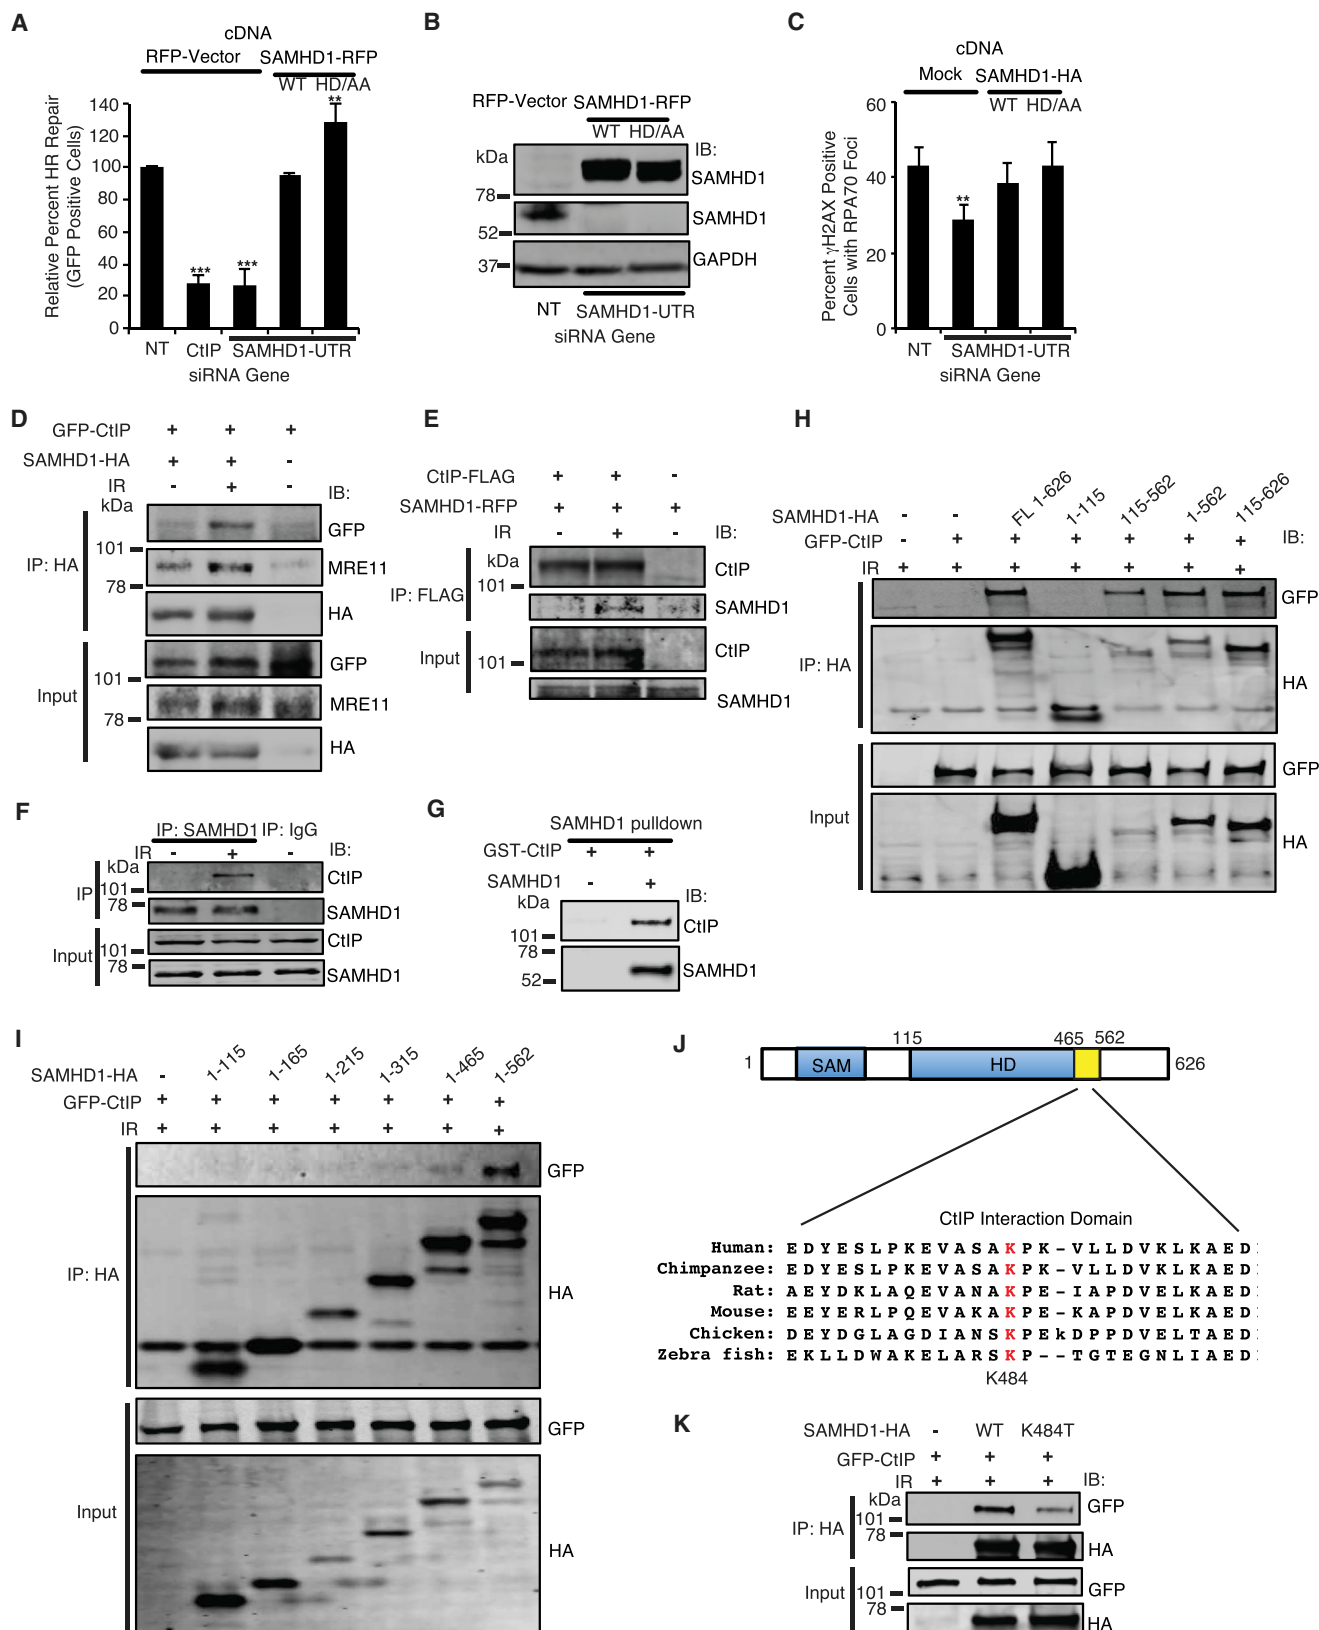 A
cDNA
RFP-Vector SAMHD1-RFP
WT HD/AA
Relative Percent HR Repair
(GFP Positive Cells)
140
120
100
80
60
40
20
0
***
***
**
NT CtIP SAMHD1-UTR
siRNA Gene
B
RFP-Vector SAMHD1-RFP
WT HD/AA
kDa
IB:
SAMHD1
78
SAMHD1
52
37
GAPDH
NT SAMHD1-UTR
siRNA Gene
C
cDNA
Mock SAMHD1-HA
WT HD/AA
Percent γH2AX Positive
Cells with RPA70 Foci
60
40
20
0
**
NT SAMHD1-UTR
siRNA Gene
D
GFP-CtIP + + +
SAMHD1-HA + + -
IR - + -
kDa
IB:
IP: HA
GFP
101
MRE11
78
HA
Input
GFP
101
MRE11
78
HA
E
CtIP-FLAG + + -
SAMHD1-RFP + + +
IR - + -
IB:
kDa
IP: FLAG
CtIP
101
SAMHD1
Input
CtIP
101
SAMHD1
F
IP: SAMHD1 IP: IgG
IR - + -
IB:
kDa
IP
CtIP
101
78
SAMHD1
Input
CtIP
101
78
SAMHD1
G
SAMHD1 pulldown
GST-CtIP + +
SAMHD1 - +
kDa
IB:
CtIP
101
78
SAMHD1
52
H
SAMHD1-HA - - FL 1-626 1-115 115-562 1-562 115-626
GFP-CtIP - + + + + + +
IB:
IR + + + + + + +
IP: HA
GFP
HA
Input
GFP
HA
I
SAMHD1-HA - 1-115 1-165 1-215 1-315 1-465 1-562
GFP-CtIP + + + + + + +
IR + + + + + + +
IP: HA
GFP
HA
Input
GFP
HA
J
115 465 562
1 SAM HD 626
CtIP Interaction Domain
Human: E D Y E S L P K E V A S A K P K - V L L D V K L K A E D
Chimpanzee: E D Y E S L P K E V A S A K P K - V L L D V K L K A E D
Rat: A E Y D K L A Q E V A N A K P E - I A P D V E L K A E D
Mouse: E E Y E R L P Q E V A K A K P E - K A P D V E L K A E D
Chicken: D E Y D G L A G D I A N S K P E k D P P D V E L T A E D
Zebra fish: E K L L D W A K E L A R S K P - - T G T E G N L I A E D
K484
K
SAMHD1-HA - WT K484T
GFP-CtIP + + +
IR + + +
IB:
kDa
IP: HA
GFP
101
78
HA
Input
GFP
101
78
HA